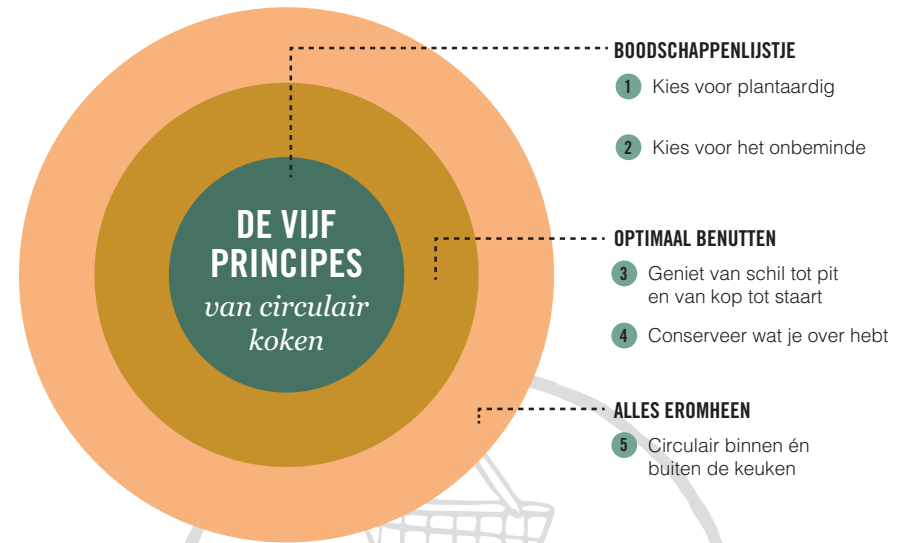 DE VIJF
PRINCIPES
van circulair
koken
BOODSCHAPPENLIJSTJE
1 Kies voor plantaardig
2 Kies voor het onbeminde
OPTIMAAL BENUTTEN
3 Geniet van schil tot pit
en van kop tot staart
4 Conserveer wat je over hebt
ALLES EROMHEEN
5 Circulair binnen én
buiten de keuken